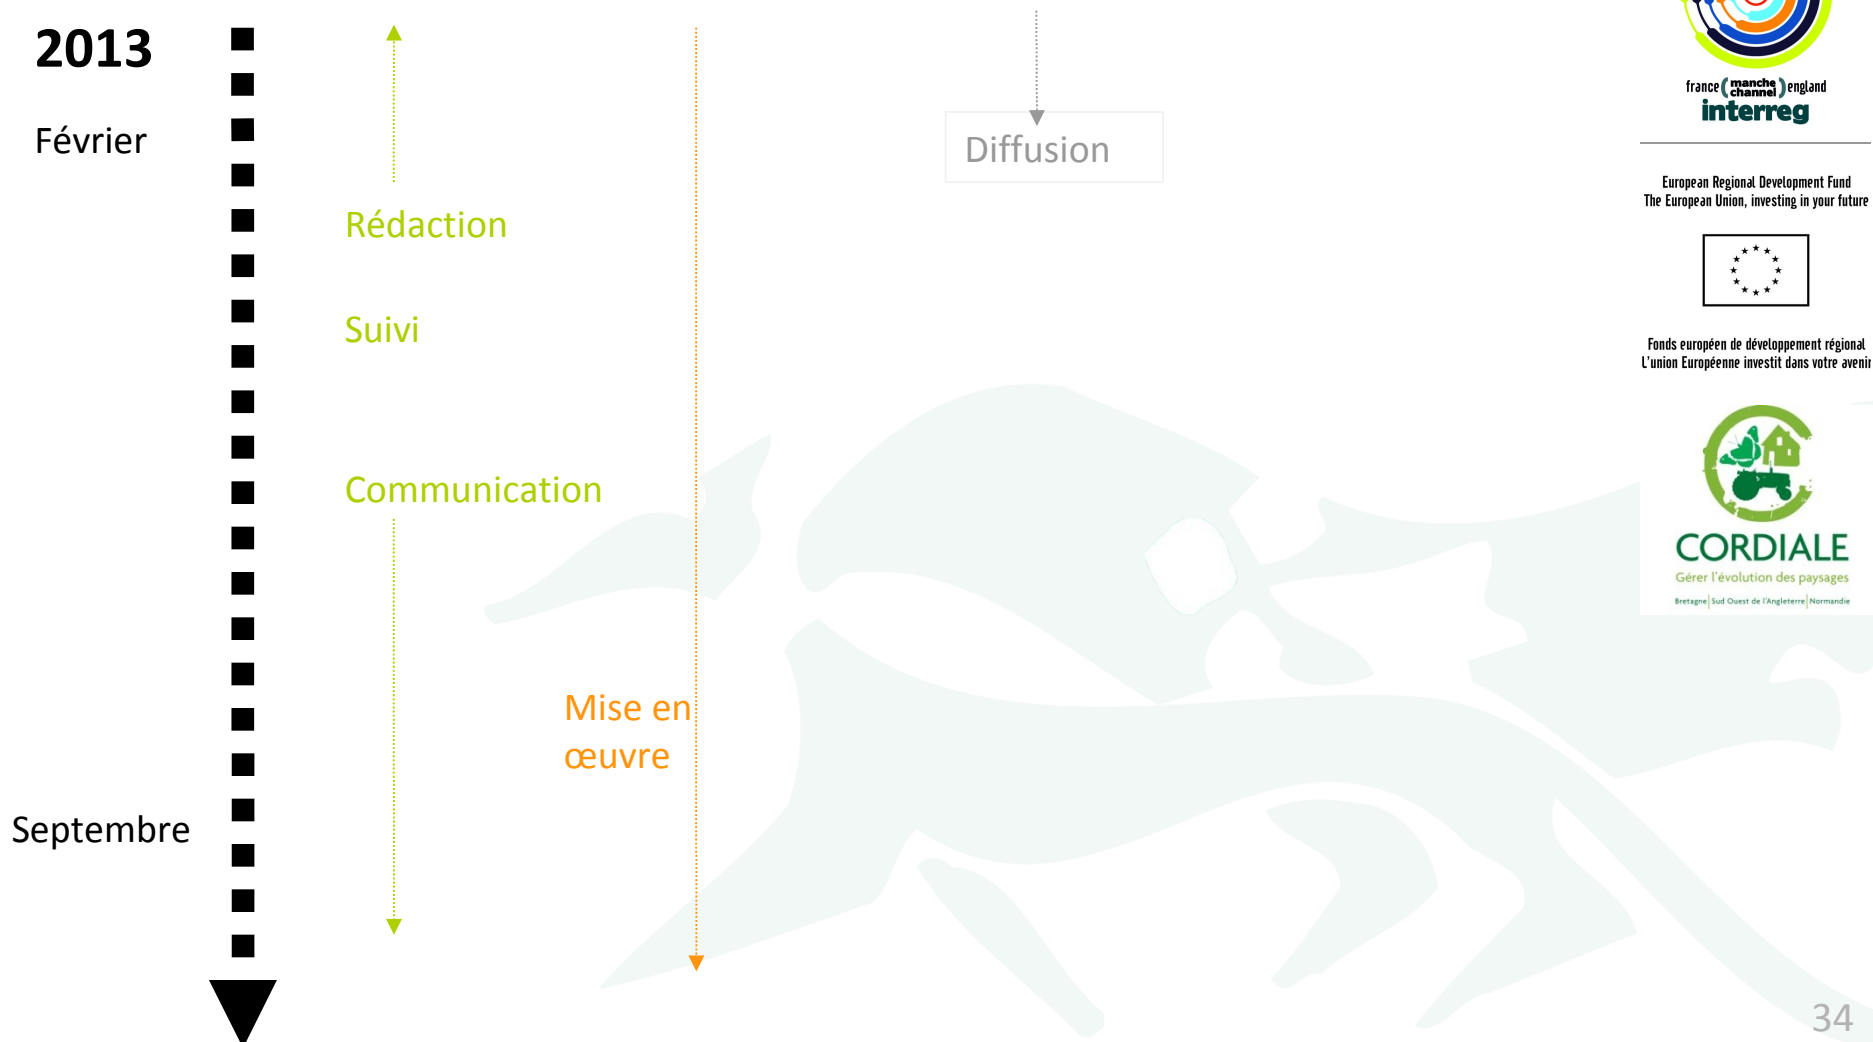 2013
Février
Rédaction
Suivi
Communication
Mise en
œuvre
Septembre
Diffusion
france ( manche channel ) england
interreg
European Regional Development Fund
The European Union, investing in your future
Fonds européen de développement régional
L'union Européenne investit dans votre avenir
CORDIALE
Gérer l'évolution des paysages
Bretagne | Sud Ouest de l'Angleterre | Normandie
34